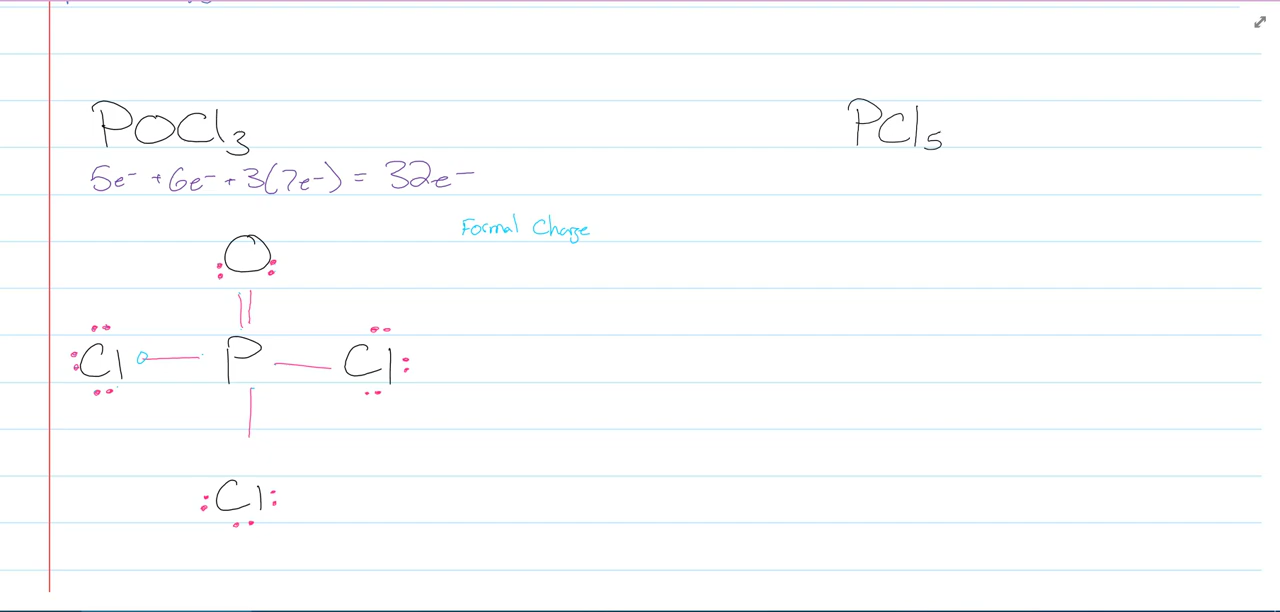 POCl₃
PCl₅
5e⁻ + 6e⁻ + 3(7e⁻) = 32e⁻
Formal Charge
O
Cl P Cl
Cl